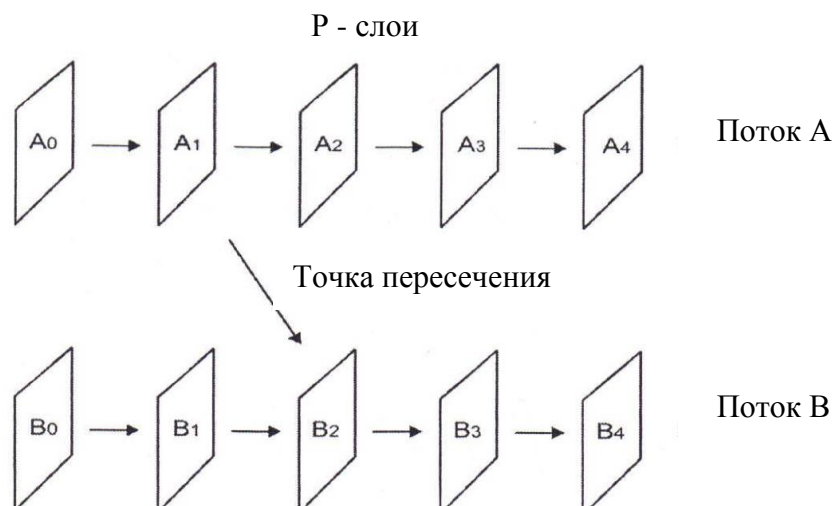 Р - слои
A0 A1 A2 A3 A4 Поток А
Точка пересечения
B0 B1 B2 B3 B4 Поток В